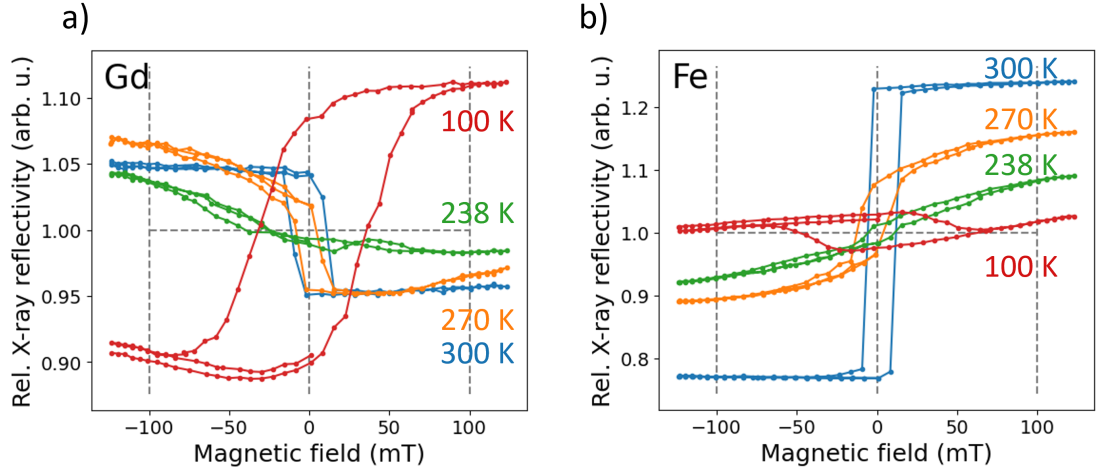 a)
Gd
Rel. X-ray reflectivity (arb. u.)
1.10
1.05
1.00
0.95
0.90
100 K
238 K
270 K
300 K
−100
−50
0
50
100
Magnetic field (mT)
b)
Fe
Rel. X-ray reflectivity (arb. u.)
1.2
1.1
1.0
0.9
0.8
300 K
270 K
238 K
100 K
−100
−50
0
50
100
Magnetic field (mT)